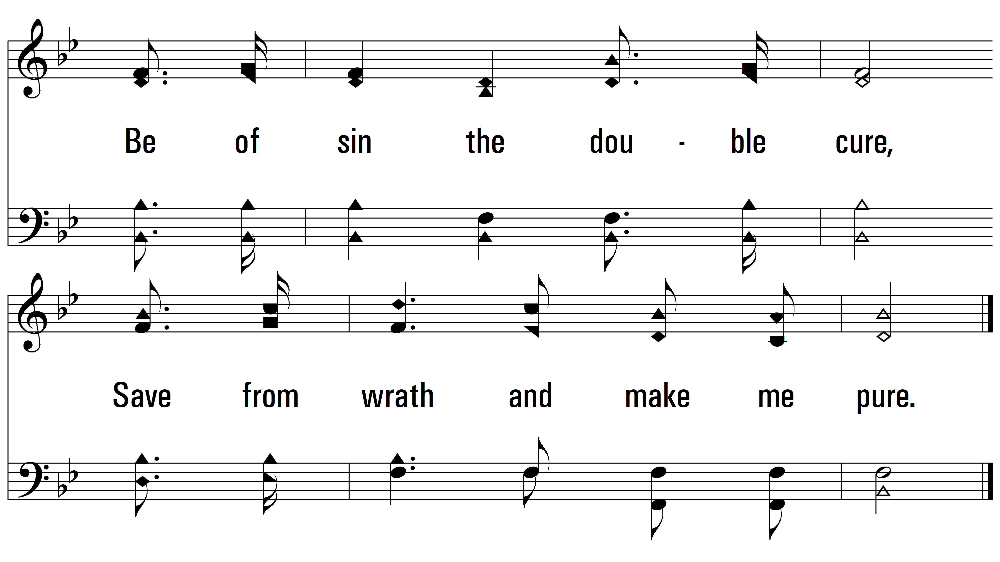 Be of sin the dou - ble cure,
Save from wrath and make me pure.